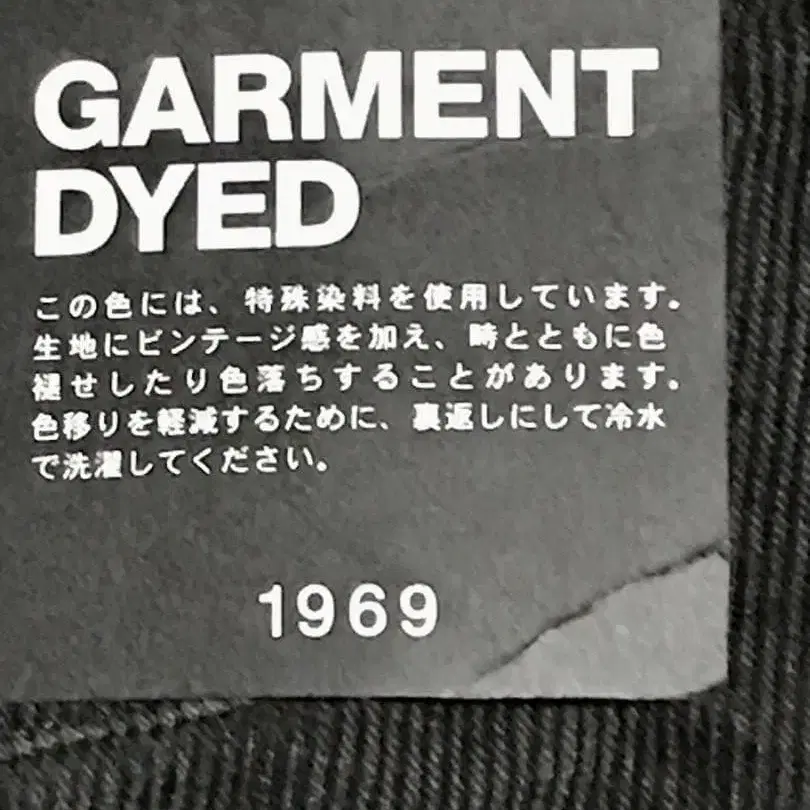 GARMENT
DYED
この色には、特殊染料を使用しています。
生地にビンテージ感を加え、時とともに色
褪せしたり色落ちすることがあります。
色移りを軽減するために、裏返しにして冷水
で洗濯してください。
1969